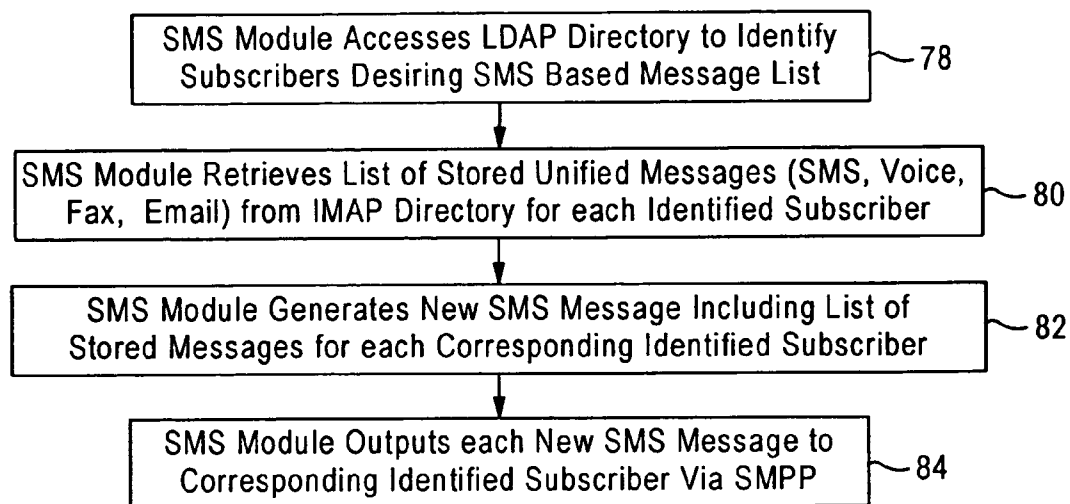 SMS Module Accesses LDAP Directory to Identify
Subscribers Desiring SMS Based Message List
78
SMS Module Retrieves List of Stored Unified Messages (SMS, Voice,
Fax, Email) from IMAP Directory for each Identified Subscriber
80
SMS Module Generates New SMS Message Including List of
Stored Messages for each Corresponding Identified Subscriber
82
SMS Module Outputs each New SMS Message to
Corresponding Identified Subscriber Via SMPP
84